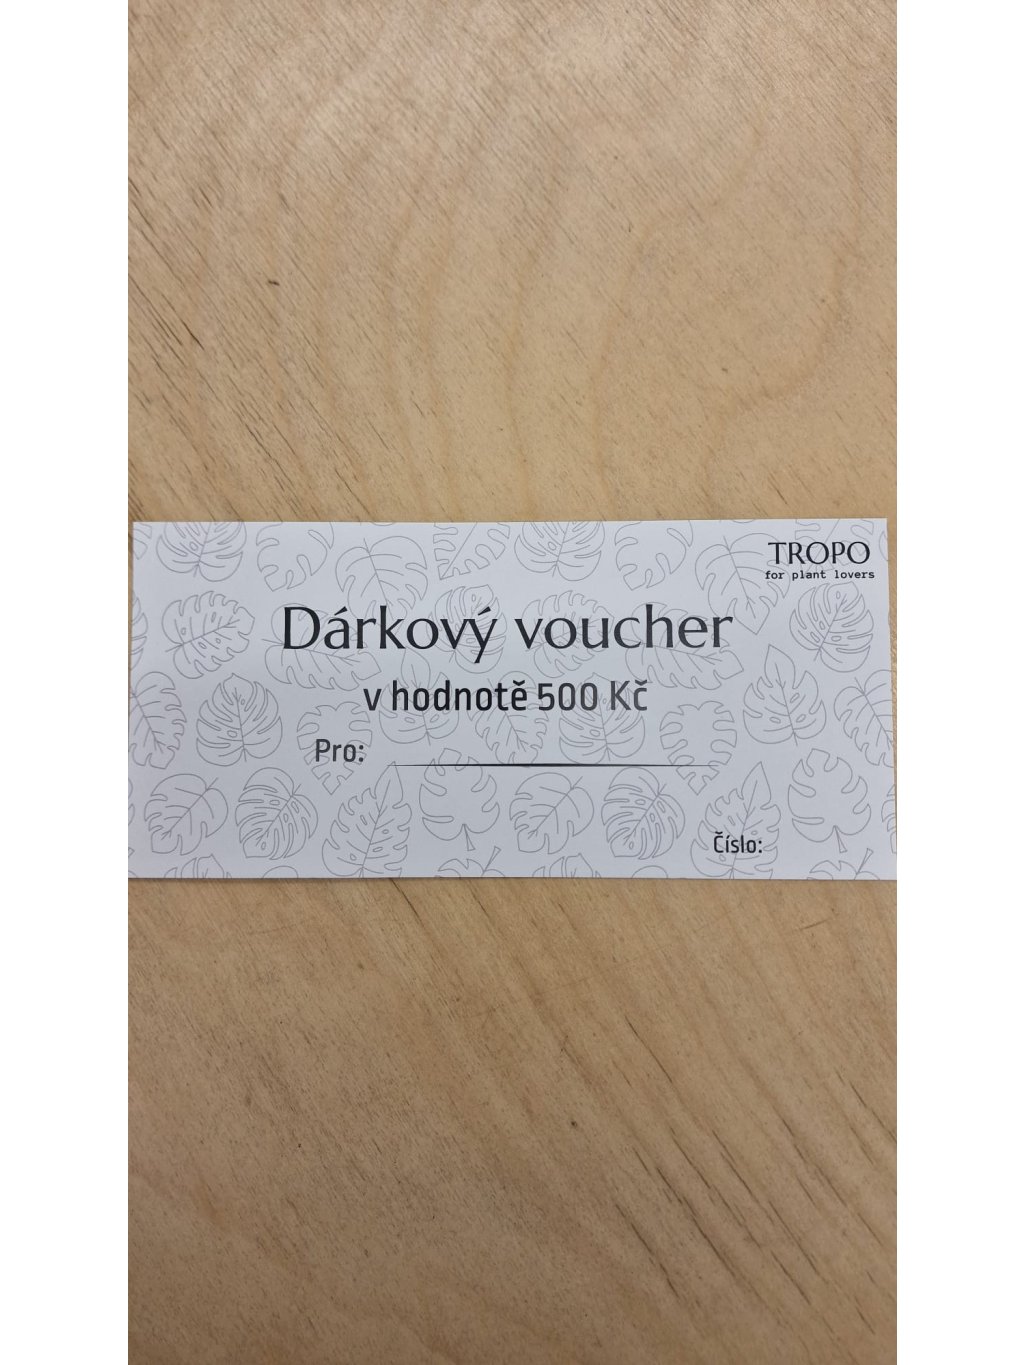 TROPO
for plant lovers
Dárkový voucher
v hodnotě 500 Kč
Pro:
Číslo: